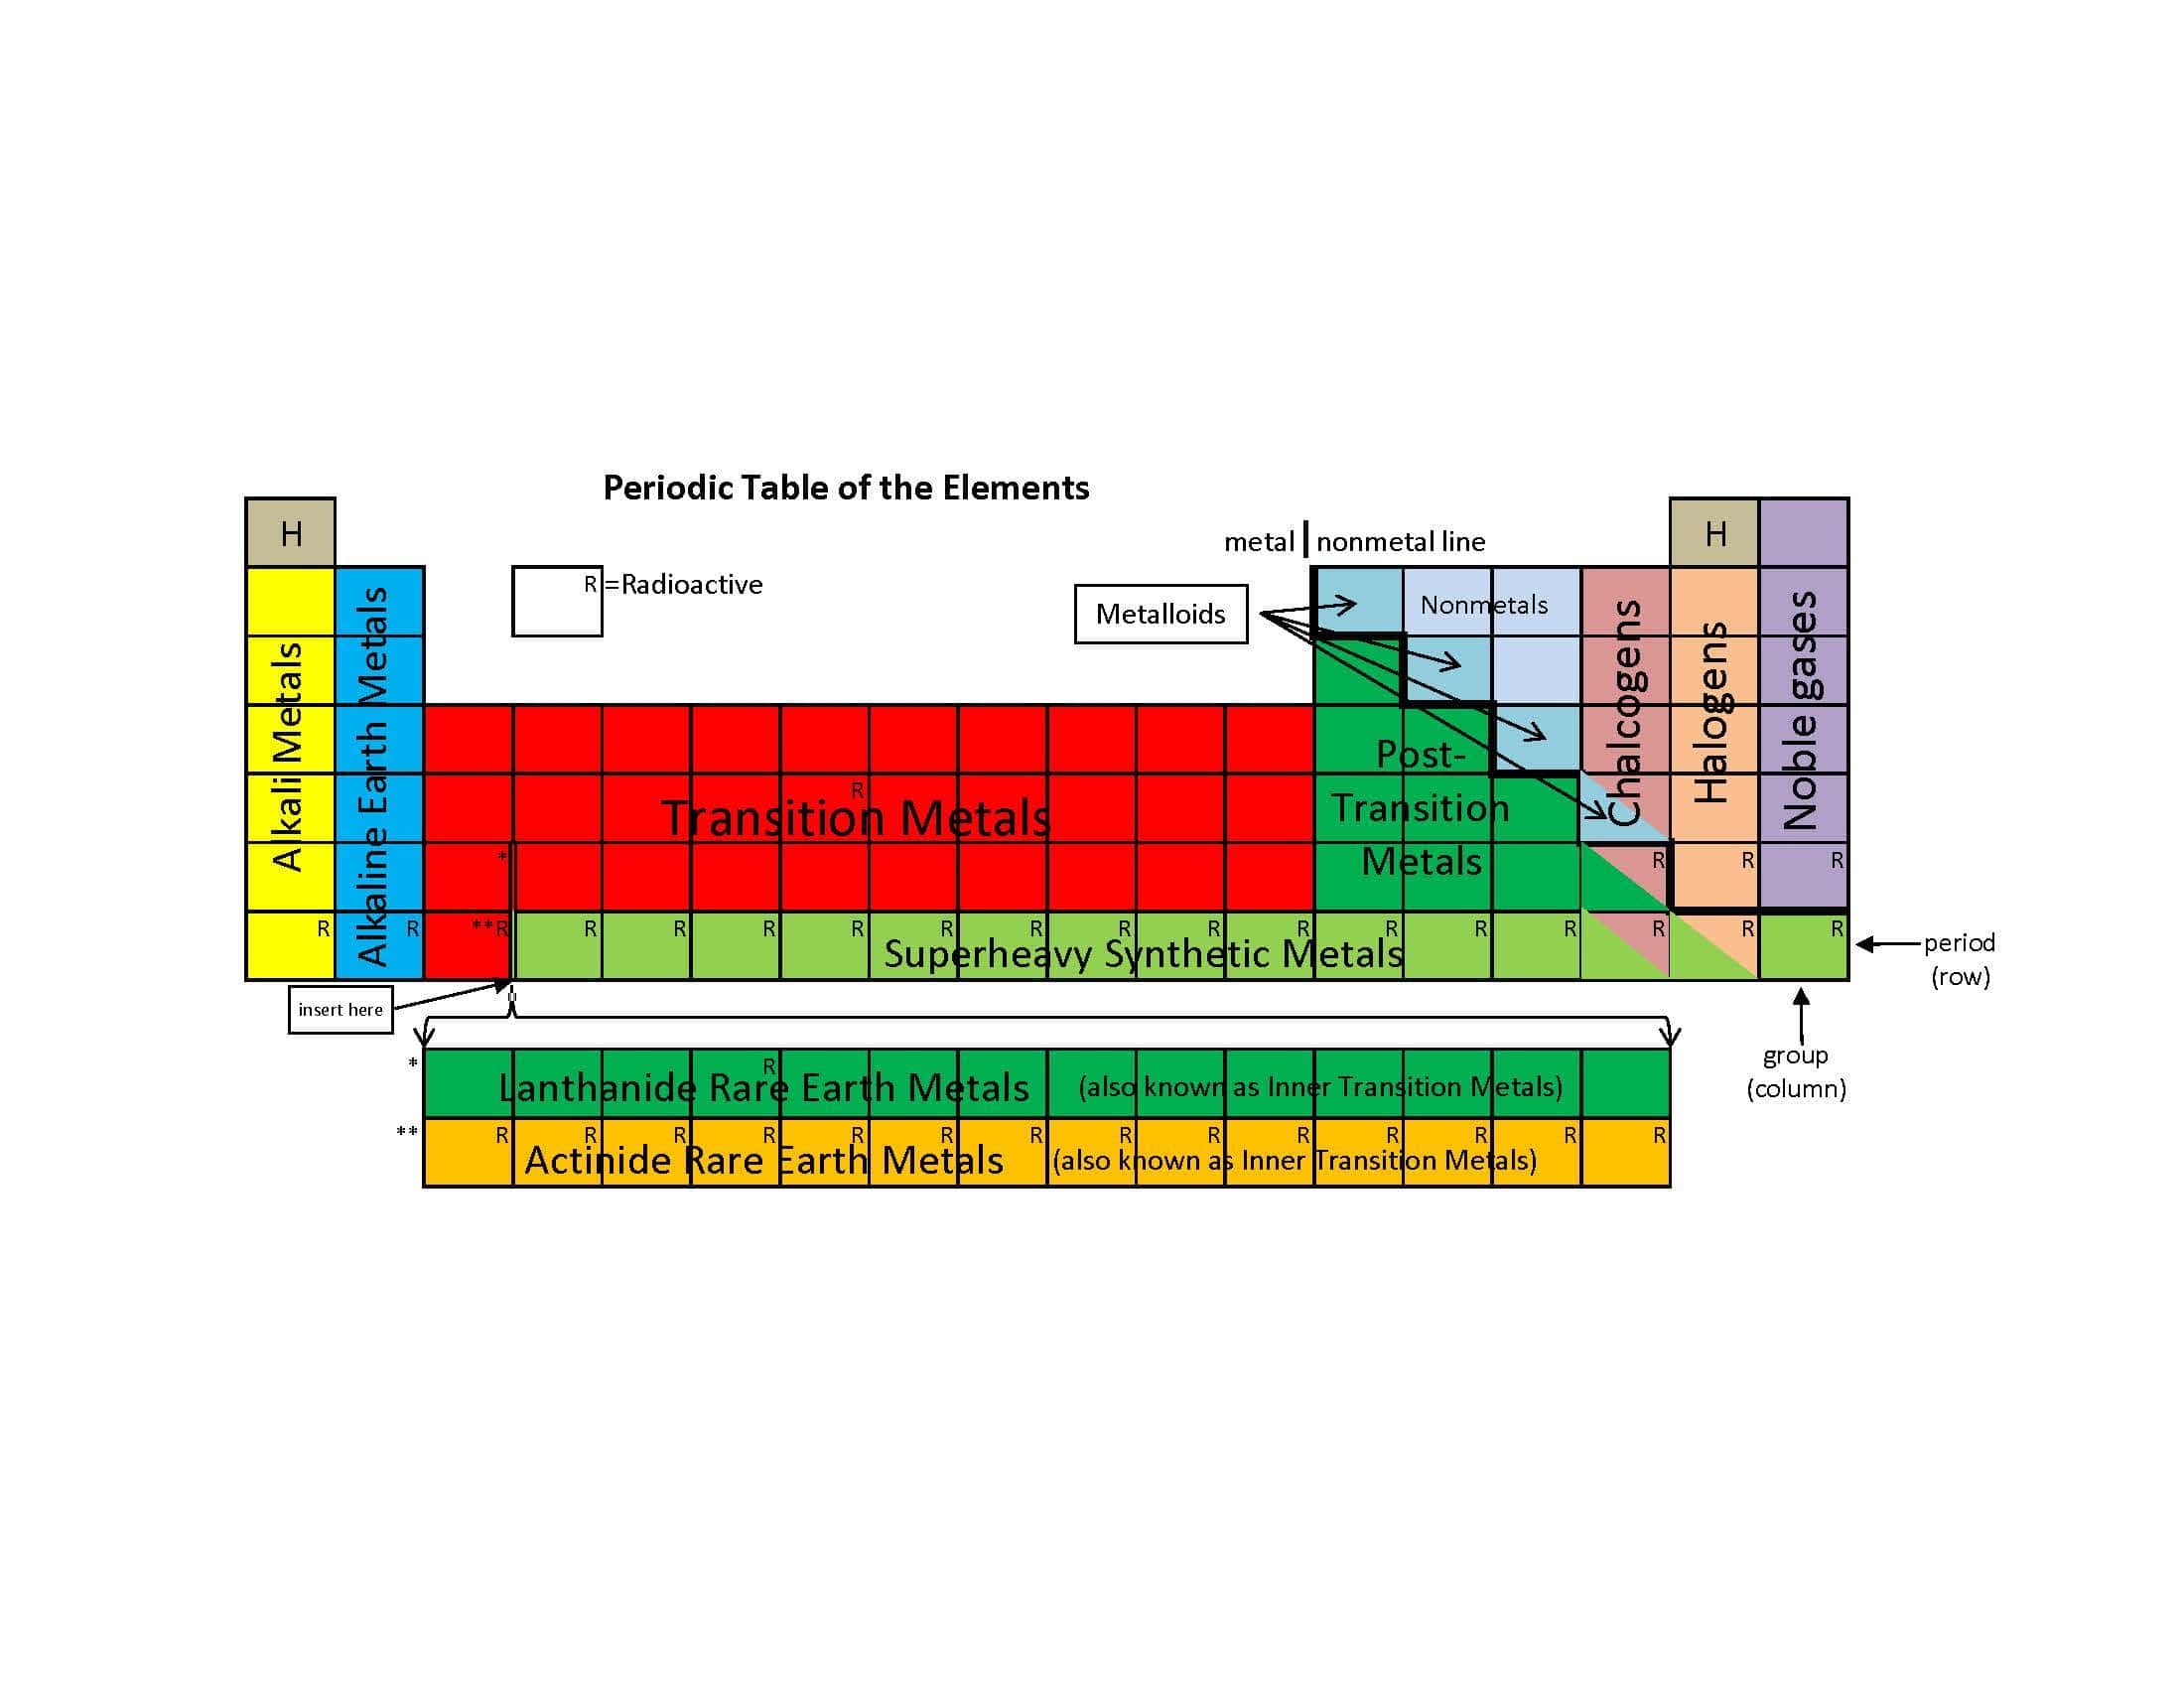 Periodic Table of the Elements
H
H
metal | nonmetal line
R =Radioactive
Metalloids
Nonmetals
Alkali Metals
Alkaline Earth Metals
Chalcogens
Halogens
Noble gases
Post-
R
Transition Metals
Transition
Metals
*
R R R
R R **R R R R R R R R R R R R R R R R
Superheavy Synthetic Metals
period
(row)
insert here
group
(column)
*
R
Lanthanide Rare Earth Metals (also known as Inner Transition Metals)
**
R R R R R R R R R R R R R R
Actinide Rare Earth Metals (also known as Inner Transition Metals)